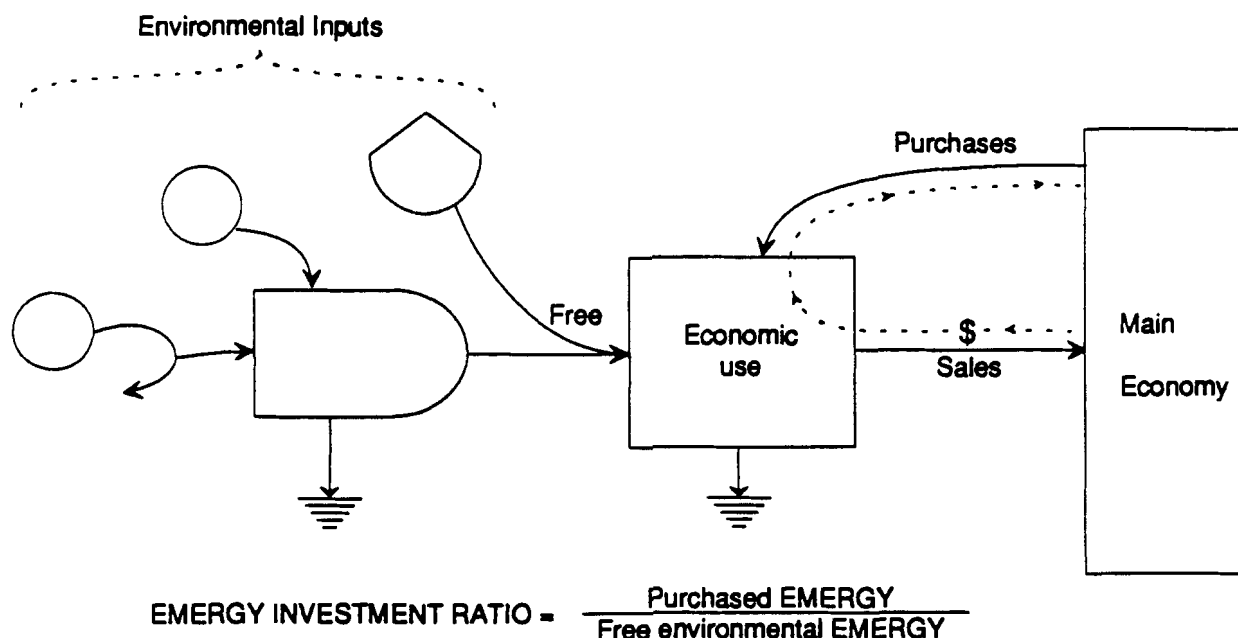 Environmental Inputs
Purchases
Free
Economic
use
$
Sales
Main
Economy
EMERGY INVESTMENT RATIO = Purchased EMERGY
Free environmental EMERGY